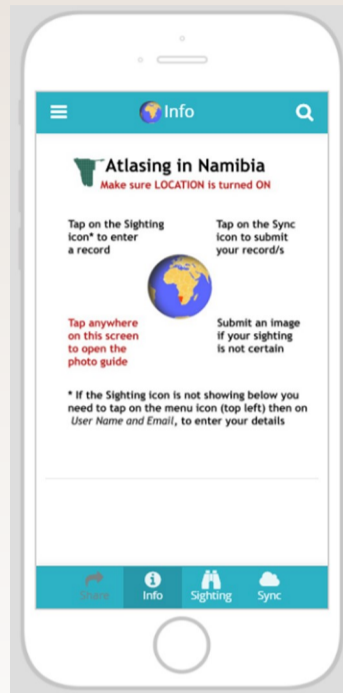 Info
Atlasing in Namibia
Make sure LOCATION is turned ON
Tap on the Sighting
icon* to enter
a record
Tap on the Sync
icon to submit
your record/s
Tap anywhere
on this screen
to open the
photo guide
Submit an image
if your sighting
is not certain
* If the Sighting icon is not showing below you
need to tap on the menu icon (top left) then on
User Name and Email, to enter your details
Share
Info
Sighting
Sync